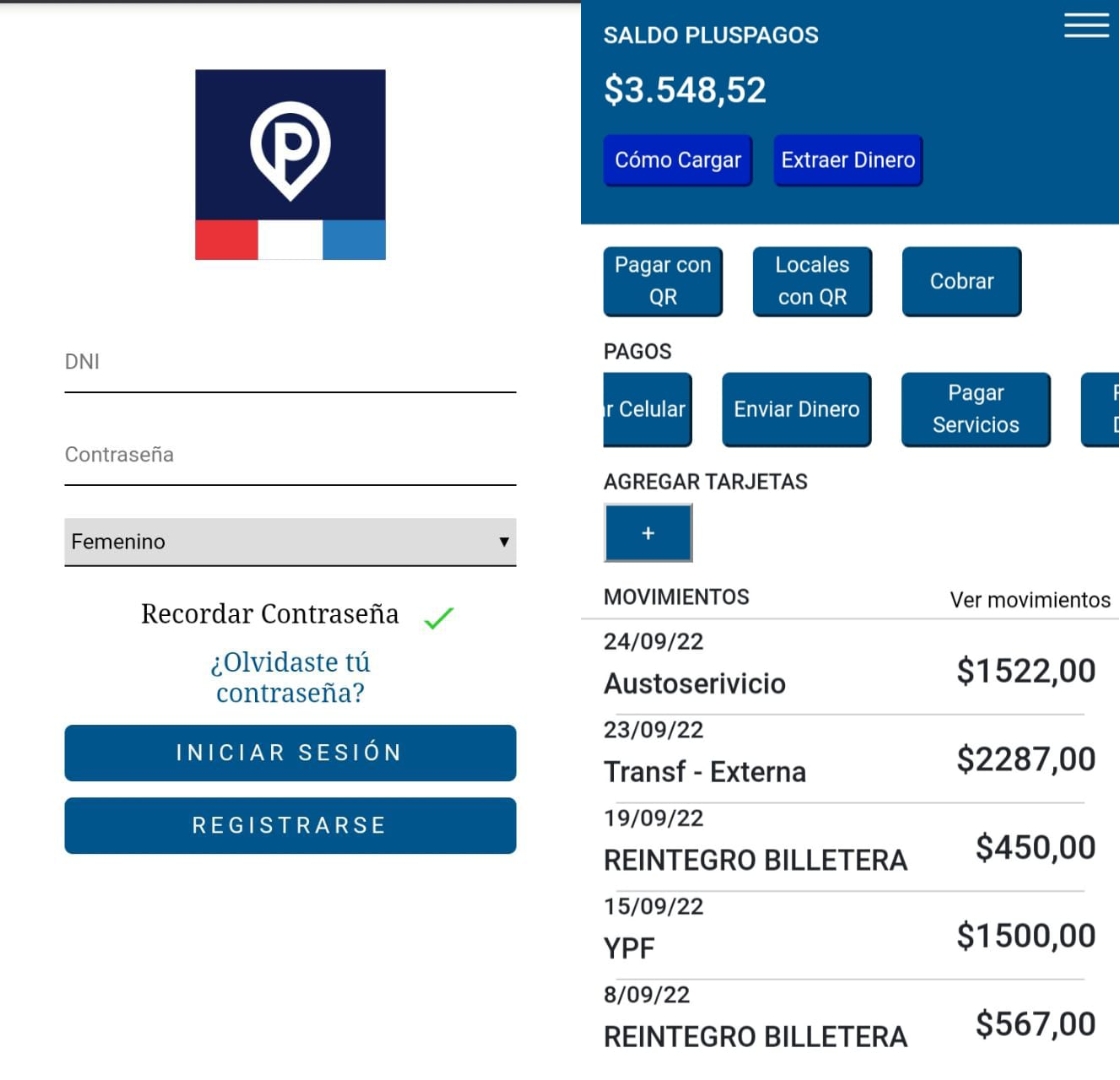 P
DNI
Contraseña
Femenino
Recordar Contraseña
¿Olvidaste tú
contraseña?
INICIAR SESIÓN
REGISTRARSE
SALDO PLUSPAGOS
$3.548,52
Cómo Cargar
Extraer Dinero
Pagar con
QR
Locales
con QR
Cobrar
PAGOS
r Celular
Enviar Dinero
Pagar
Servicios
AGREGAR TARJETAS
+
MOVIMIENTOS
Ver movimientos
24/09/22
Austoserivicio
$1522,00
23/09/22
Transf - Externa
$2287,00
19/09/22
REINTEGRO BILLETERA
$450,00
15/09/22
YPF
$1500,00
8/09/22
REINTEGRO BILLETERA
$567,00